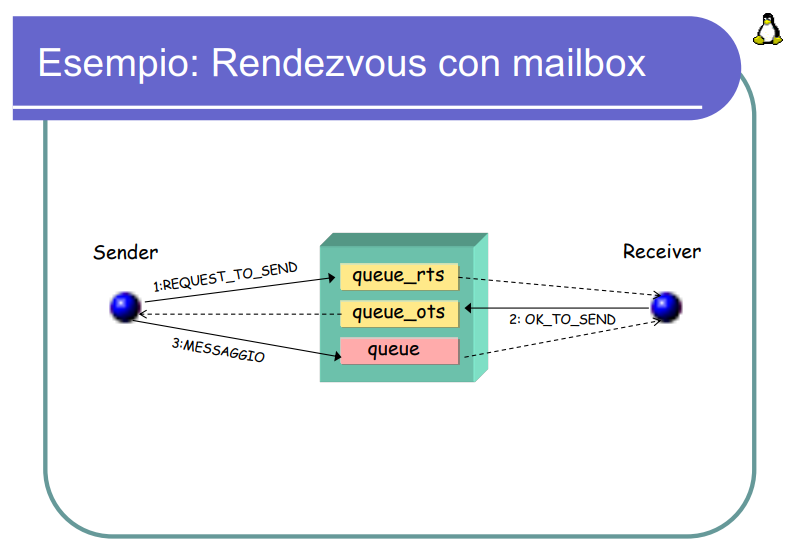 Esempio: Rendezvous con mailbox
Sender
Receiver
1:REQUEST_TO_SEND
queue_rts
queue_ots
2: OK_TO_SEND
3:MESSAGGIO
queue